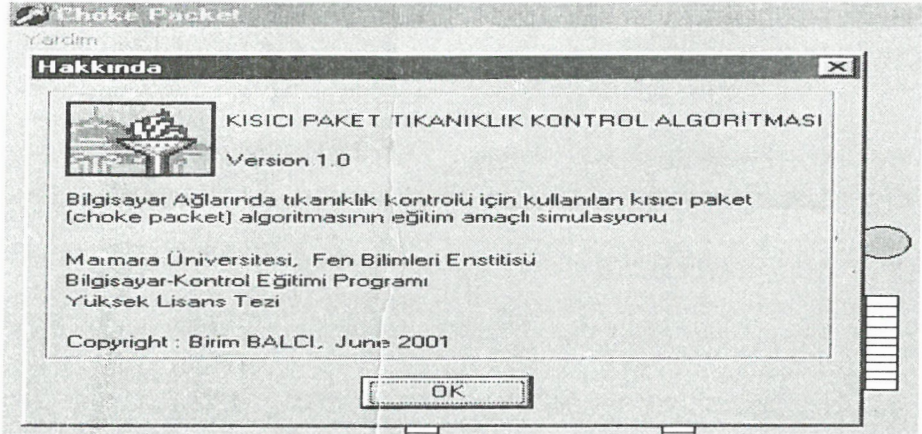 Choke Packet
Yardim
Hakkında
KISICI PAKET TIKANIKLIK KONTROL ALGORİTMASI
Version 1.0
Bilgisayar Ağlarında tıkanıklık kontrolü için kullanılan kısıcı paket
(choke packet) algoritmasının eğitim amaçlı simulasyonu
Marmara Üniversitesi, Fen Bilimleri Enstitüsü
Bilgisayar-Kontrol Eğitimi Programı
Yüksek Lisans Tezi
Copyright : Birim BALCI, June 2001
OK